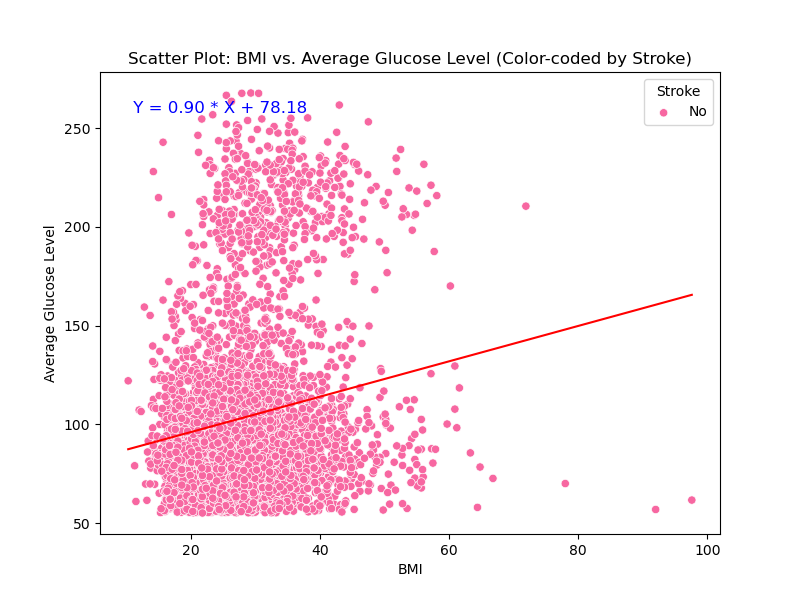 Scatter Plot: BMI vs. Average Glucose Level (Color-coded by Stroke)
Y = 0.90 * X + 78.18
Stroke
No
250
200
150
100
50
Average Glucose Level
20
40
60
80
100
BMI